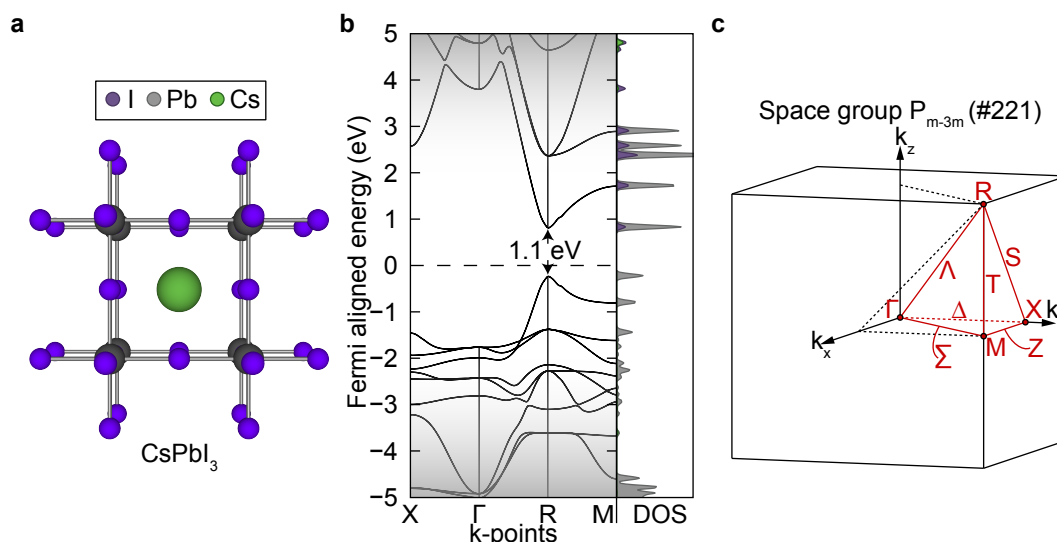 a
I Pb Cs
CsPbI3
b
Fermi aligned energy (eV)
5
4
3
2
1
0
−1
−2
−3
−4
−5
1.1 eV
X Γ R M DOS
k-points
c
Space group Pm-3m (#221)
kz
R
Λ
S
T
Γ
Δ
X
k
kx
Σ
M
Z